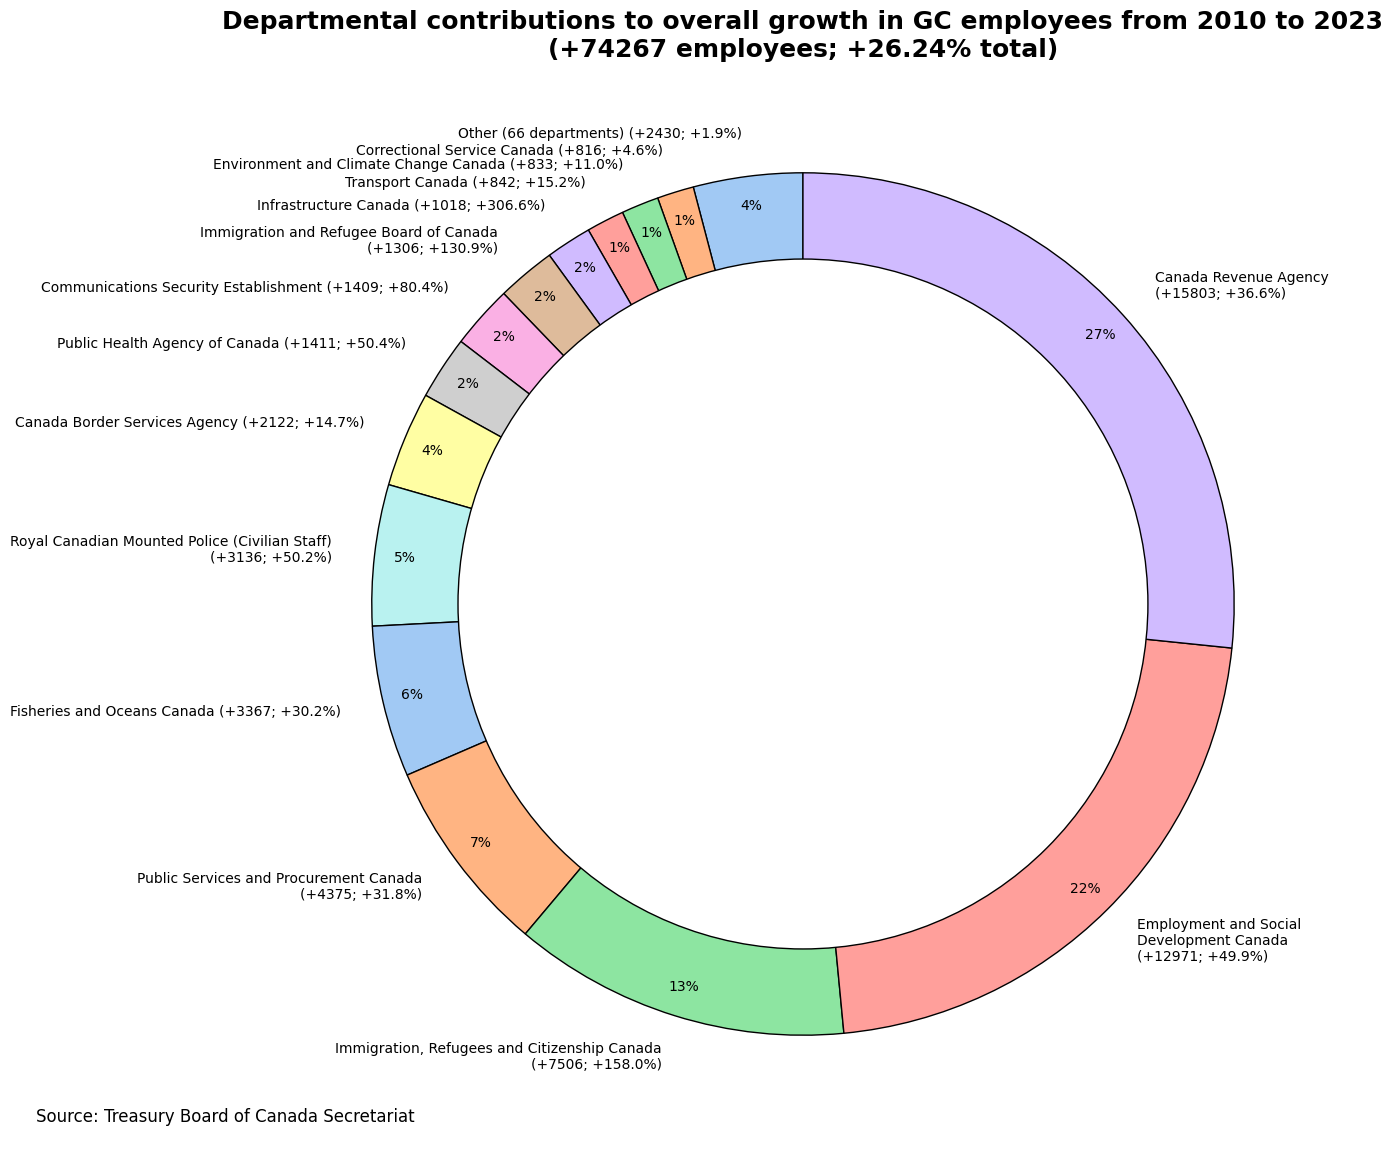 Departmental contributions to overall growth in GC employees from 2010 to 2023
(+74267 employees; +26.24% total)
Other (66 departments) (+2430; +1.9%)
Correctional Service Canada (+816; +4.6%)
Environment and Climate Change Canada (+833; +11.0%)
Transport Canada (+842; +15.2%)
Infrastructure Canada (+1018; +306.6%)
Immigration and Refugee Board of Canada
(+1306; +130.9%)
Communications Security Establishment (+1409; +80.4%)
Public Health Agency of Canada (+1411; +50.4%)
Canada Border Services Agency (+2122; +14.7%)
Royal Canadian Mounted Police (Civilian Staff)
(+3136; +50.2%)
Fisheries and Oceans Canada (+3367; +30.2%)
Public Services and Procurement Canada
(+4375; +31.8%)
Immigration, Refugees and Citizenship Canada
(+7506; +158.0%)
Employment and Social
Development Canada
(+12971; +49.9%)
Canada Revenue Agency
(+15803; +36.6%)
4%
1%
1%
1%
2%
2%
2%
2%
4%
5%
6%
7%
13%
22%
27%
Source: Treasury Board of Canada Secretariat